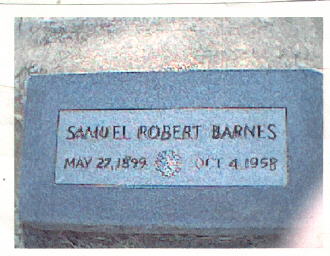 SAMUEL ROBERT BARNES
MAY 27, 1899 OCT 4 1958